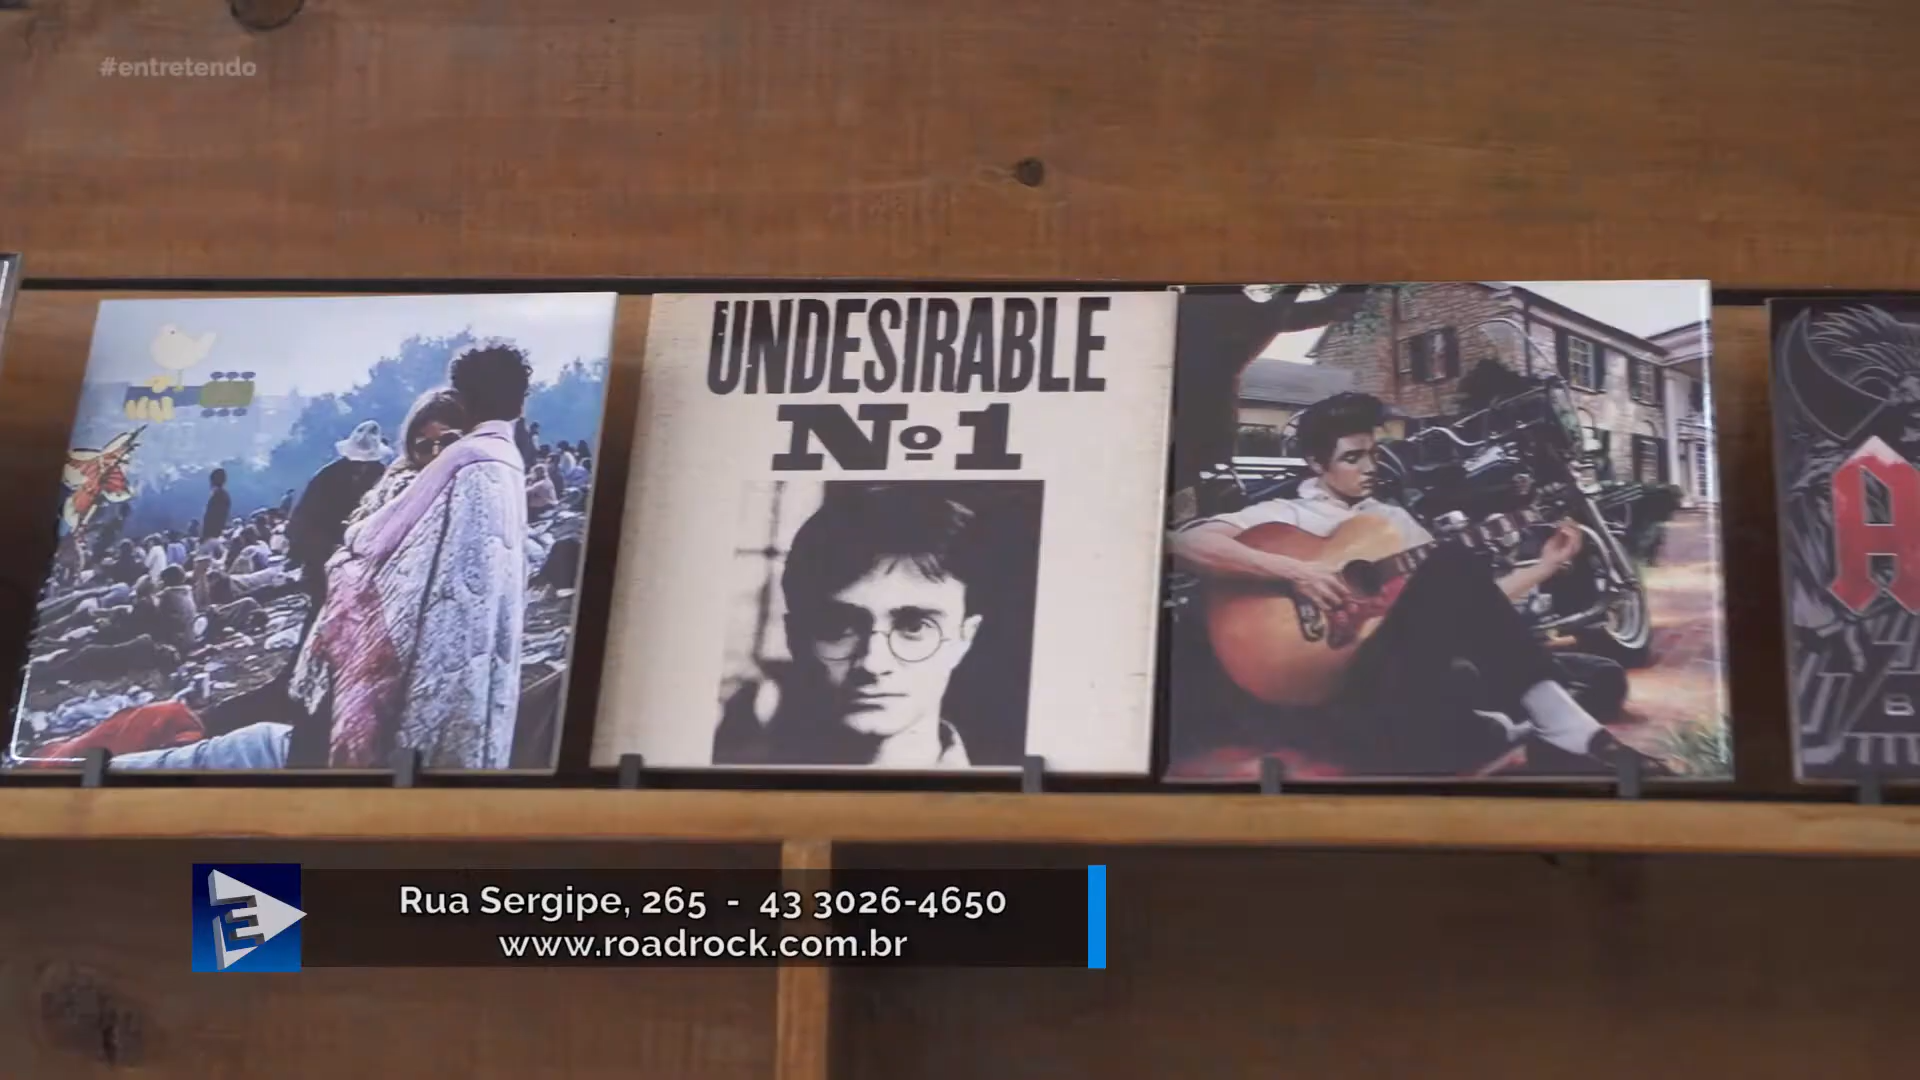 #entretendo
UNDESIRABLE
Nº1
A
Rua Sergipe, 265 - 43 3026-4650
www.roadrock.com.br